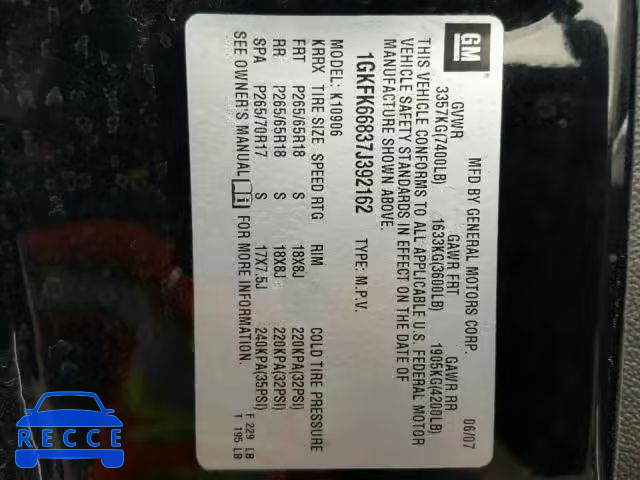 GM
MFD BY GENERAL MOTORS CORP. 06/07
GVWR GAWR FRT GAWR RR
3357KG(7400LB) 1633KG(3600LB) 1905KG(4200LB)
THIS VEHICLE CONFORMS TO ALL APPLICABLE U.S. FEDERAL MOTOR
VEHICLE SAFETY STANDARDS IN EFFECT ON THE DATE OF
MANUFACTURE SHOWN ABOVE.
1GKFK66837J392162 TYPE: M.P.V.
MODEL: K10906
KRRX TIRE SIZE SPEED RTG RIM COLD TIRE PRESSURE
FRT P265/65R18 S 18X8J 220KPA(32PSI)
RR P265/65R18 S 18X8J 220KPA(32PSI)
SPA P265/70R17 S 17X7.5J 240KPA(35PSI)
SEE OWNER'S MANUAL FOR MORE INFORMATION.
F 229 LB
T 195 LB
RECCE